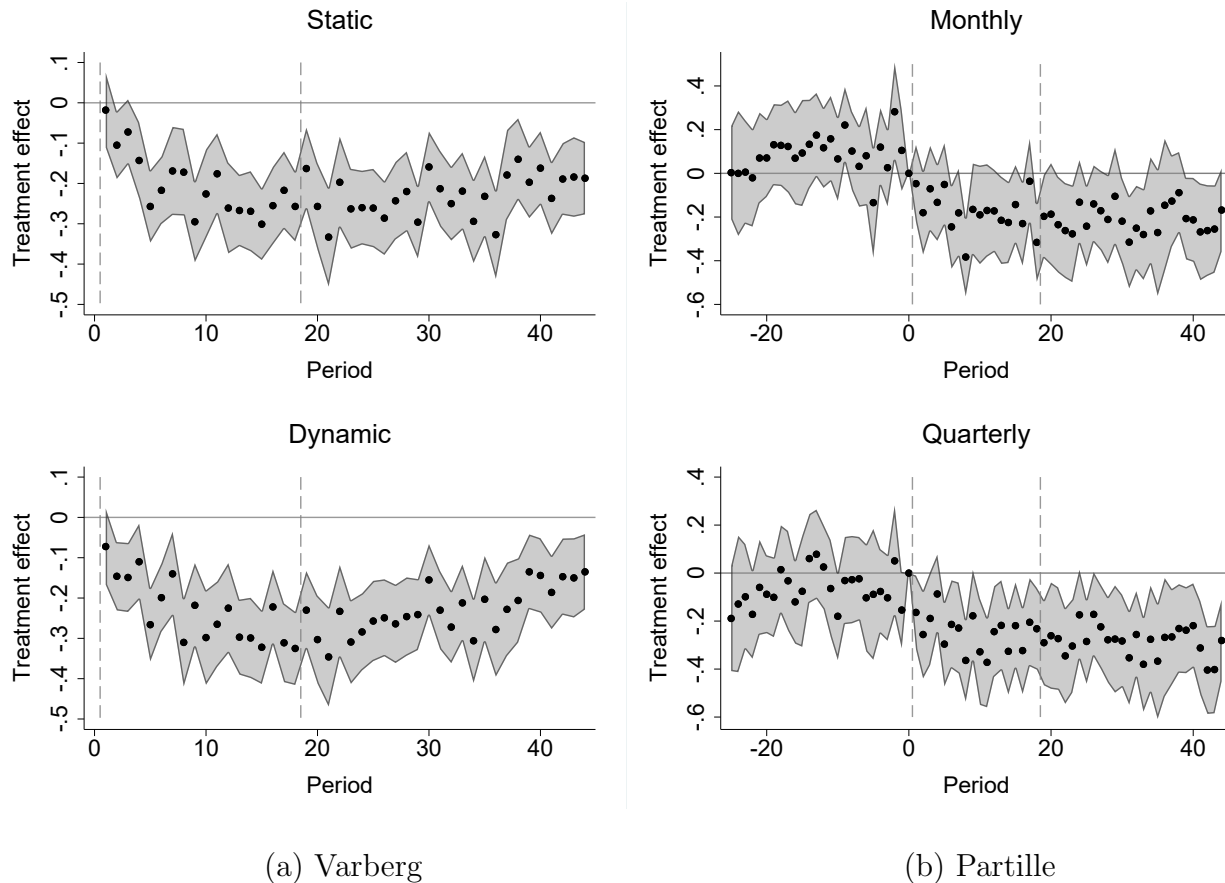 Static
Treatment effect
.1
0
-.1
-.2
-.3
-.4
-.5
0 10 20 30 40
Period
Dynamic
Treatment effect
.1
0
-.1
-.2
-.3
-.4
-.5
0 10 20 30 40
Period
(a) Varberg
Monthly
Treatment effect
.4
.2
0
-.2
-.4
-.6
-20 0 20 40
Period
Quarterly
Treatment effect
.4
.2
0
-.2
-.4
-.6
-20 0 20 40
Period
(b) Partille